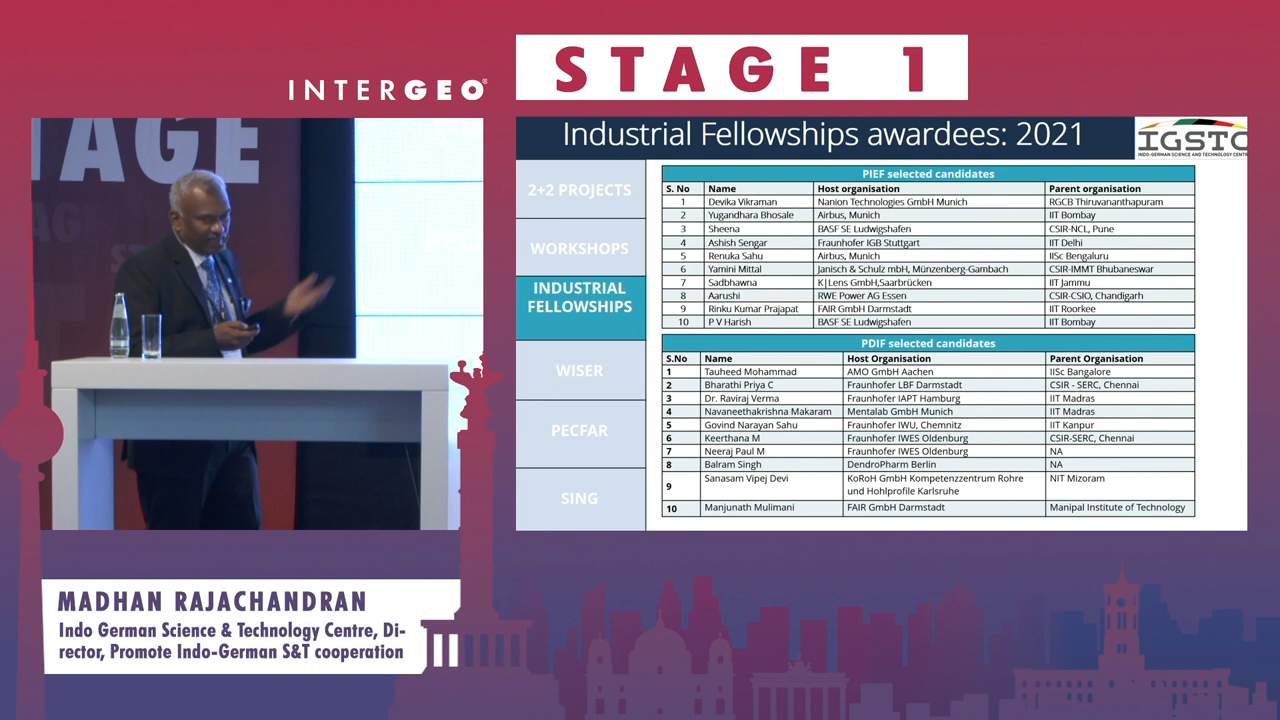 INTERGEO®
STAGE 1
TAGE
Industrial Fellowships awardees: 2021
IGSTC
INDO-GERMAN SCIENCE AND TECHNOLOGY CENTR
2+2 PROJECTS
WORKSHOPS
INDUSTRIAL
FELLOWSHIPS
WISER
PECFAR
SING
PIEF selected candidates
S. No Name Host organisation Parent organisation
1 Devika Vikraman Nanion Technologies GmbH Munich RGCB Thiruvananthapuram
2 Yugandhara Bhosale Airbus, Munich IIT Bombay
3 Sheena BASF SE Ludwigshafen CSIR-NCL, Pune
4 Ashish Sengar Fraunhofer IGB Stuttgart IIT Delhi
5 Renuka Sahu Airbus, Munich IISc Bengaluru
6 Yamini Mittal Janisch & Schulz mbH, Münzenberg-Gambach CSIR-IMMT Bhubaneswar
7 Sadbhawna K|Lens GmbH,Saarbrücken IIT Jammu
8 Aarushi RWE Power AG Essen CSIR-CSIO, Chandigarh
9 Rinku Kumar Prajapat FAIR GmbH Darmstadt IIT Roorkee
10 P V Harish BASF SE Ludwigshafen IIT Bombay
PDIF selected candidates
S.No Name Host Organisation Parent Organisation
1 Tauheed Mohammad AMO GmbH Aachen IISc Bangalore
2 Bharathi Priya C Fraunhofer LBF Darmstadt CSIR - SERC, Chennai
3 Dr. Raviraj Verma Fraunhofer IAPT Hamburg IIT Madras
4 Navaneethakrishna Makaram Mentalab GmbH Munich IIT Madras
5 Govind Narayan Sahu Fraunhofer IWU, Chemnitz IIT Kanpur
6 Keerthana M Fraunhofer IWES Oldenburg CSIR-SERC, Chennai
7 Neeraj Paul M Fraunhofer IWES Oldenburg NA
8 Balram Singh DendroPharm Berlin NA
9 Sanasam Vipej Devi KoRoH GmbH Kompetenzzentrum Rohre NIT Mizoram
und Hohlprofile Karlsruhe
10 Manjunath Mulimani FAIR GmbH Darmstadt Manipal Institute of Technology
MADHAN RAJACHANDRAN
Indo German Science & Technology Centre, Di-
rector, Promote Indo-German S&T cooperation